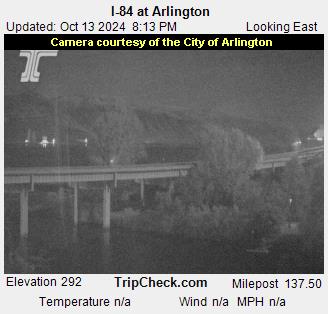 I-84 at Arlington
Updated: Oct 13 2024 8:13 PM Looking East
Camera courtesy of the City of Arlington
Elevation 292 TripCheck.com Milepost 137.50
Temperature n/a Wind n/a MPH n/a